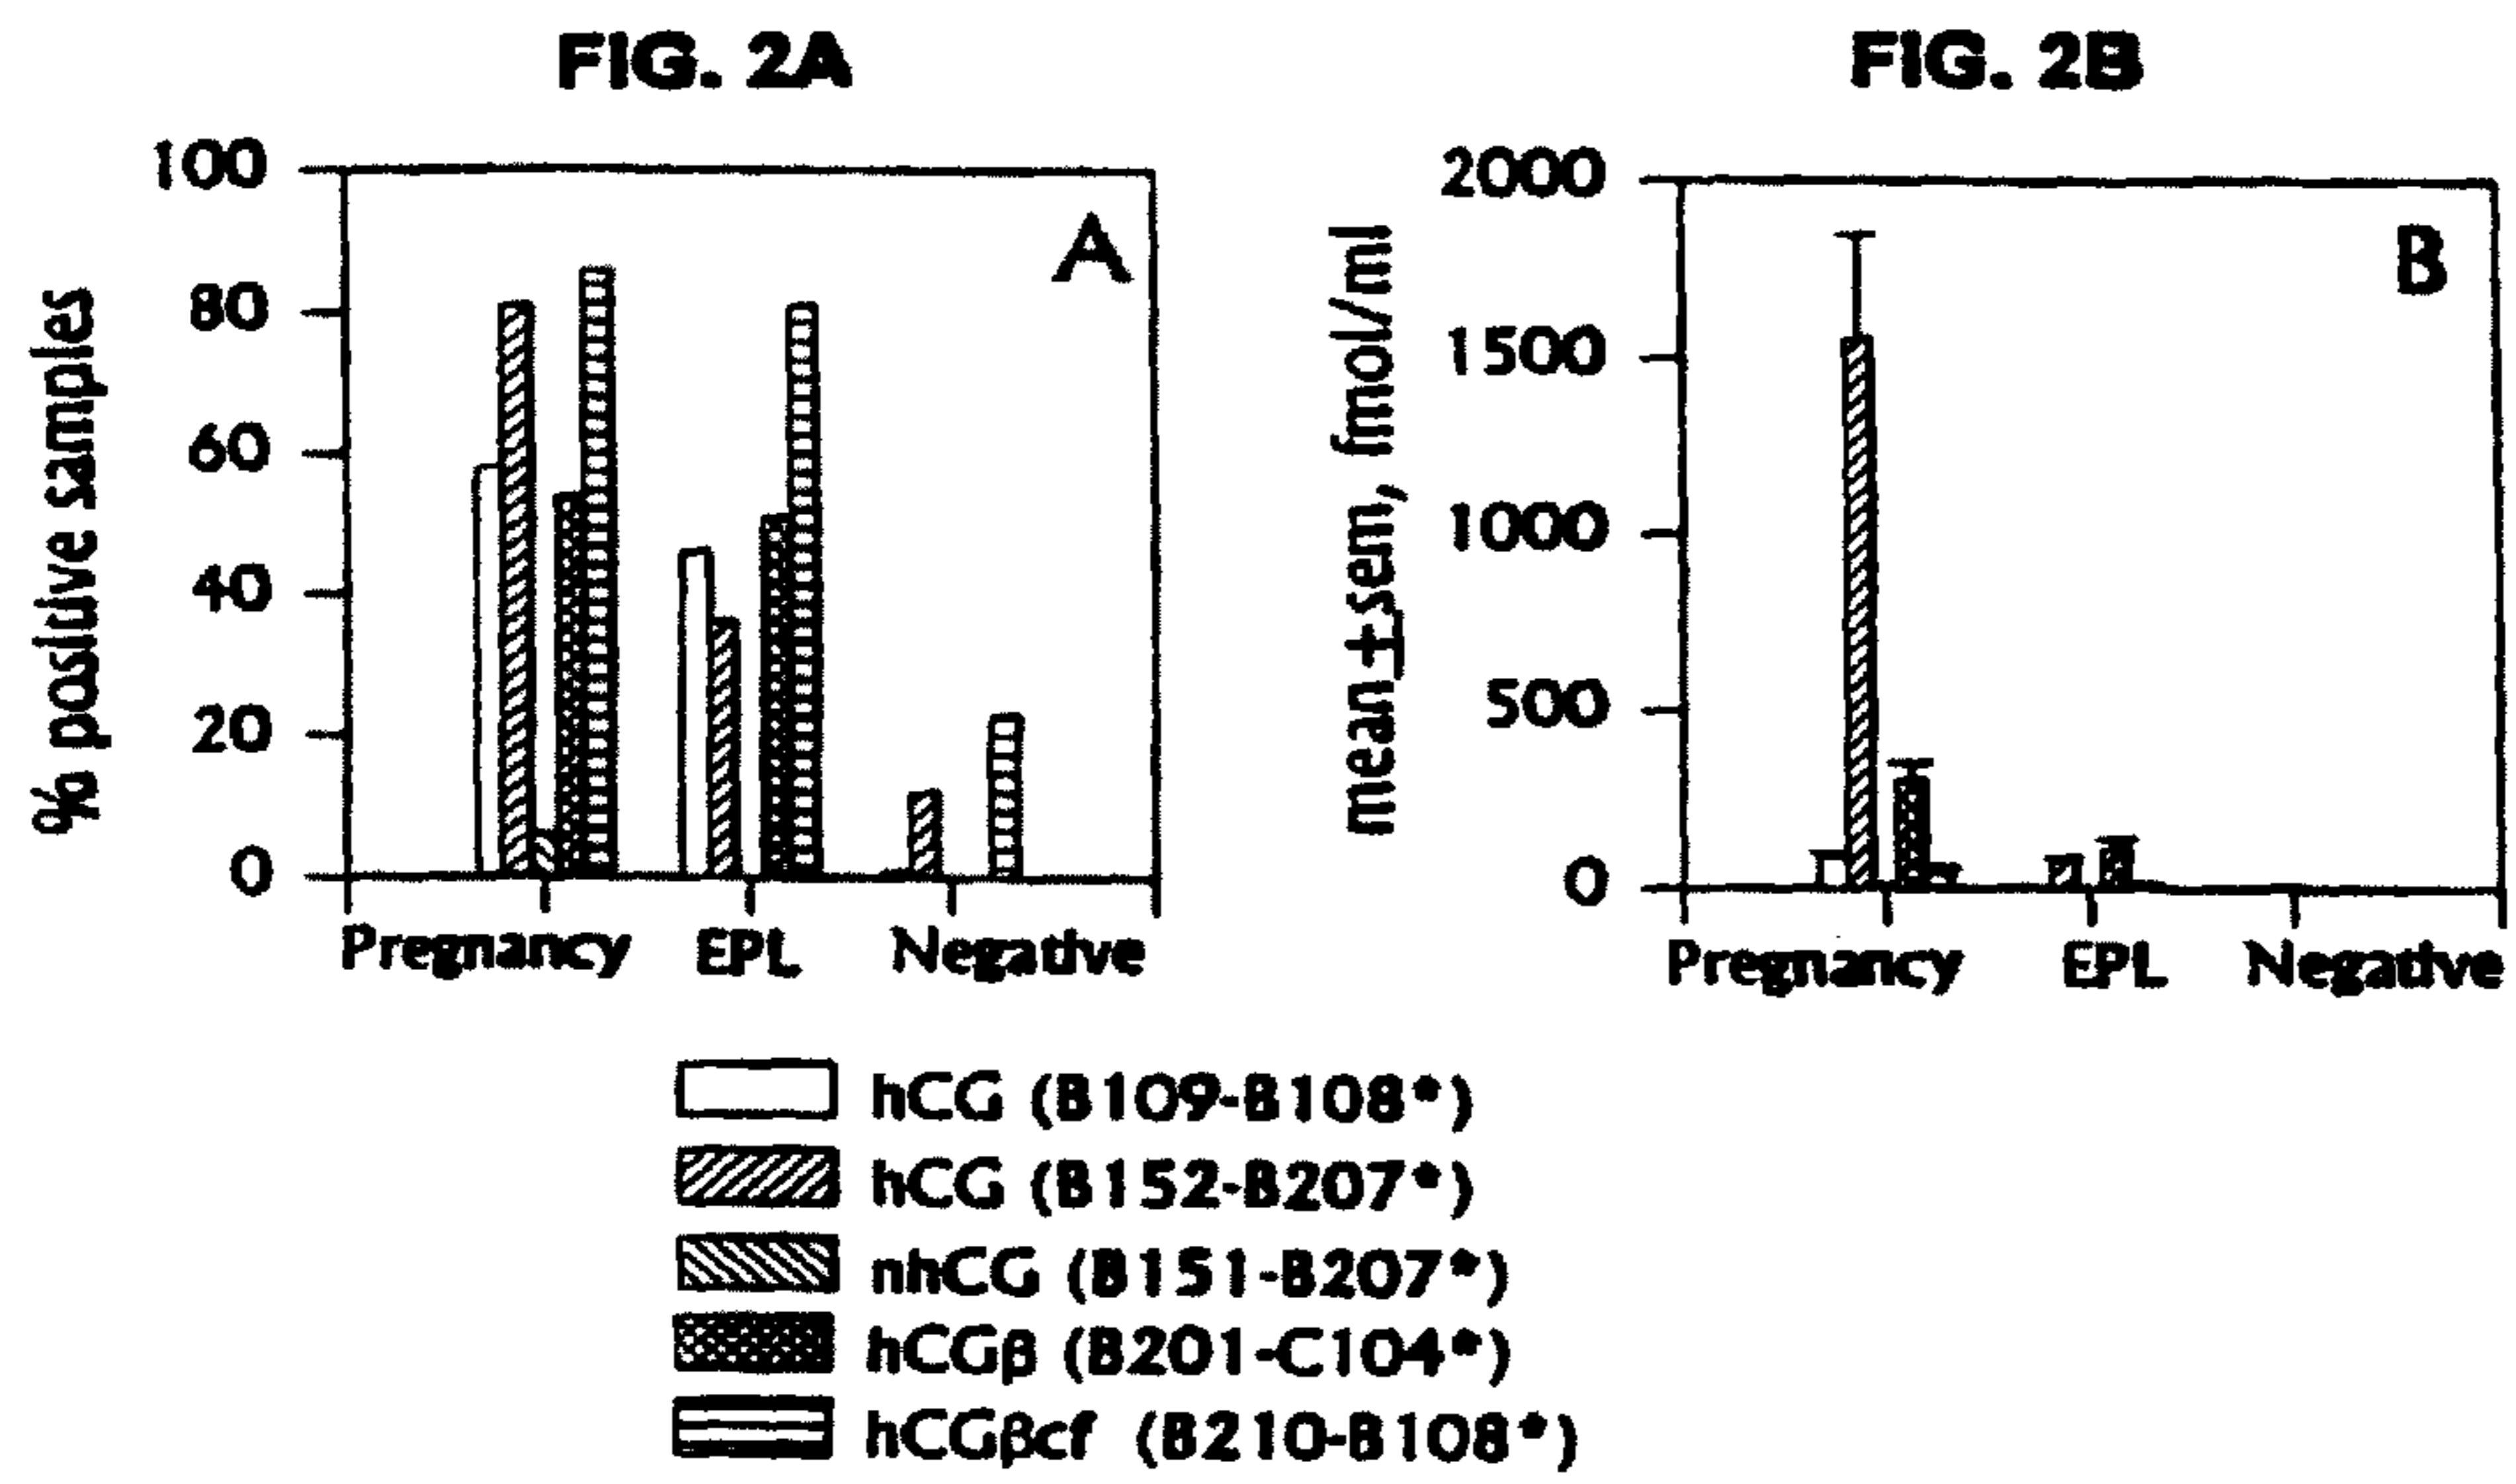 FIG. 2A
FIG. 2B
% positive samples
100
80
60
40
20
0
A
Pregnancy EPL Negative
mean ± sem, fmol/ml
2000
1500
1000
500
0
B
Pregnancy EPL Negative
hCG (B109-B108*)
hCG (B152-B207*)
nhCG (B151-B207*)
hCGβ (B201-C104*)
hCGβcf (B210-B108*)